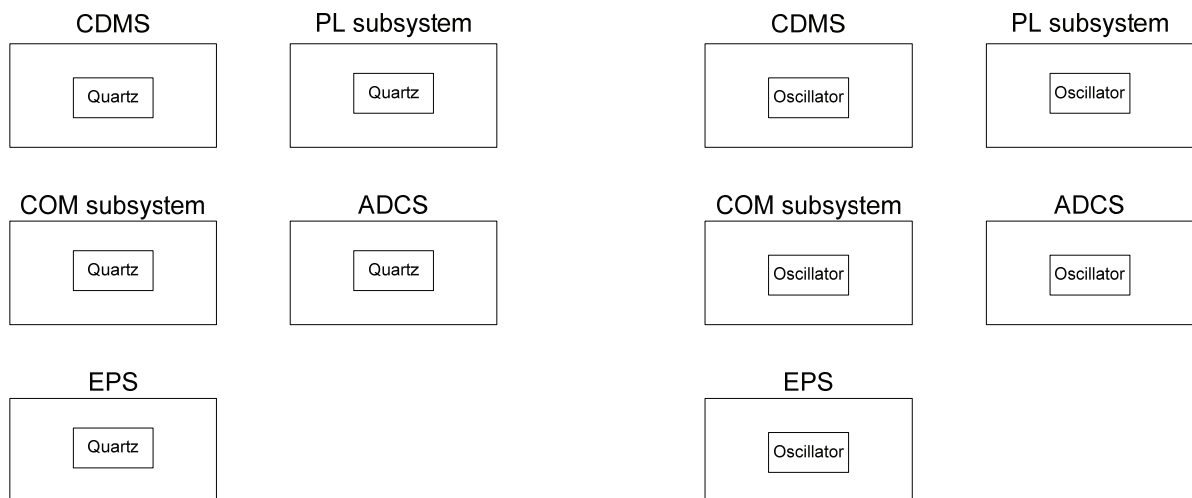 CDMS
PL subsystem
Quartz
Quartz
COM subsystem
ADCS
Quartz
Quartz
EPS
Quartz
CDMS
PL subsystem
Oscillator
Oscillator
COM subsystem
ADCS
Oscillator
Oscillator
EPS
Oscillator